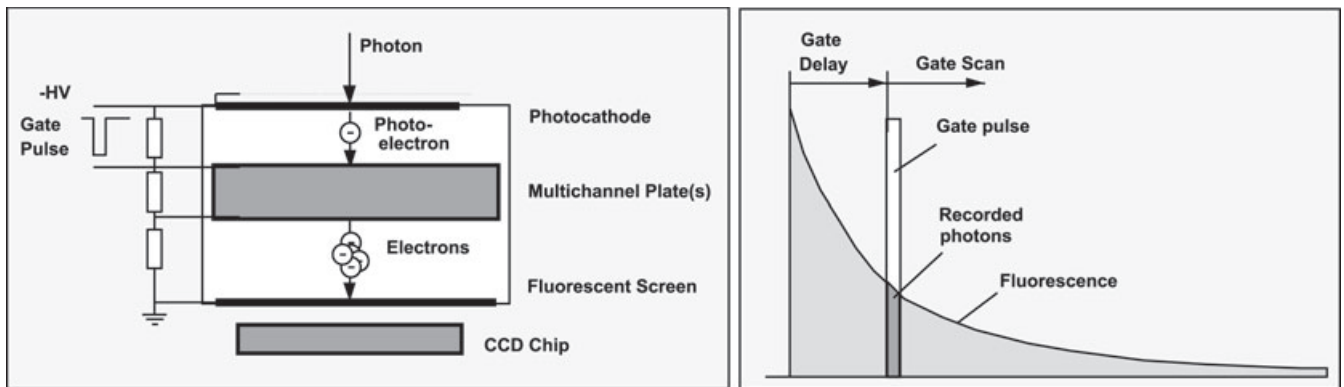 Photon
-HV
Gate
Pulse
Photocathode
Photo-
electron
Multichannel Plate(s)
Electrons
Fluorescent Screen
CCD Chip
Gate
Delay
Gate Scan
Gate pulse
Recorded
photons
Fluorescence